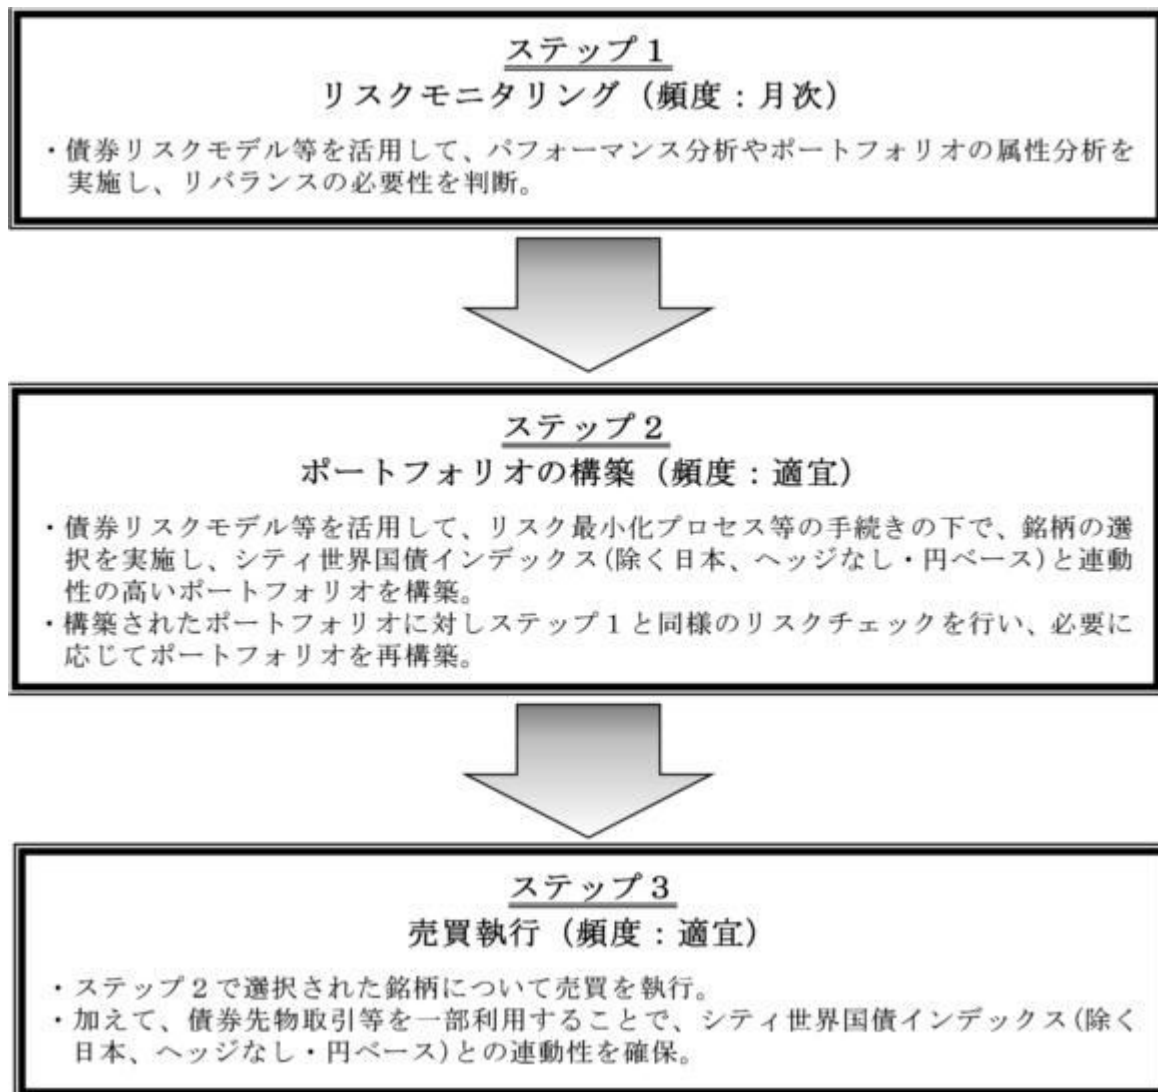 ステップ1
リスクモニタリング（頻度：月次）
・債券リスクモデル等を活用して、パフォーマンス分析やポートフォリオの属性分析を
実施し、リバランスの必要性を判断。
ステップ2
ポートフォリオの構築（頻度：適宜）
・債券リスクモデル等を活用して、リスク最小化プロセス等の手続きの下で、銘柄の選
択を実施し、シティ世界国債インデックス(除く日本、ヘッジなし・円ベース)と連動
性の高いポートフォリオを構築。
・構築されたポートフォリオに対しステップ1と同様のリスクチェックを行い、必要に
応じてポートフォリオを再構築。
ステップ3
売買執行（頻度：適宜）
・ステップ2で選択された銘柄について売買を執行。
・加えて、債券先物取引等を一部利用することで、シティ世界国債インデックス(除く
日本、ヘッジなし・円ベース)との連動性を確保。